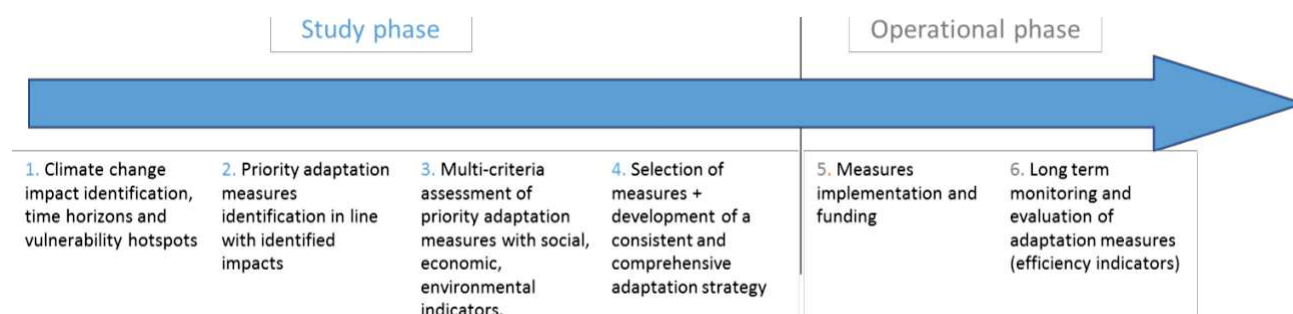 Study phase
Operational phase
1. Climate change
impact identification,
time horizons and
vulnerability hotspots
2. Priority adaptation
measures
identification in line
with identified
impacts
3. Multi-criteria
assessment of
priority adaptation
measures with social,
economic,
environmental
indicators.
4. Selection of
measures +
development of a
consistent and
comprehensive
adaptation strategy
5. Measures
implementation and
funding
6. Long term
monitoring and
evaluation of
adaptation measures
(efficiency indicators)